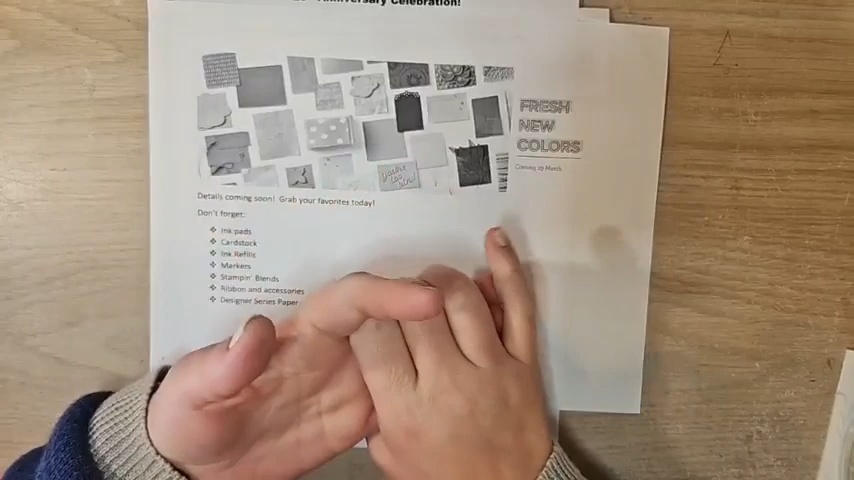 Anniversary Celebration!
FRESH
NEW
COLORS
Coming 29 March
Details coming soon! Grab your favorites today!
Don't forget:
❖ Ink pads
❖ Cardstock
❖ Ink Refills
❖ Markers
❖ Stampin' Blends
❖ Ribbon and accessories
❖ Designer Series Paper